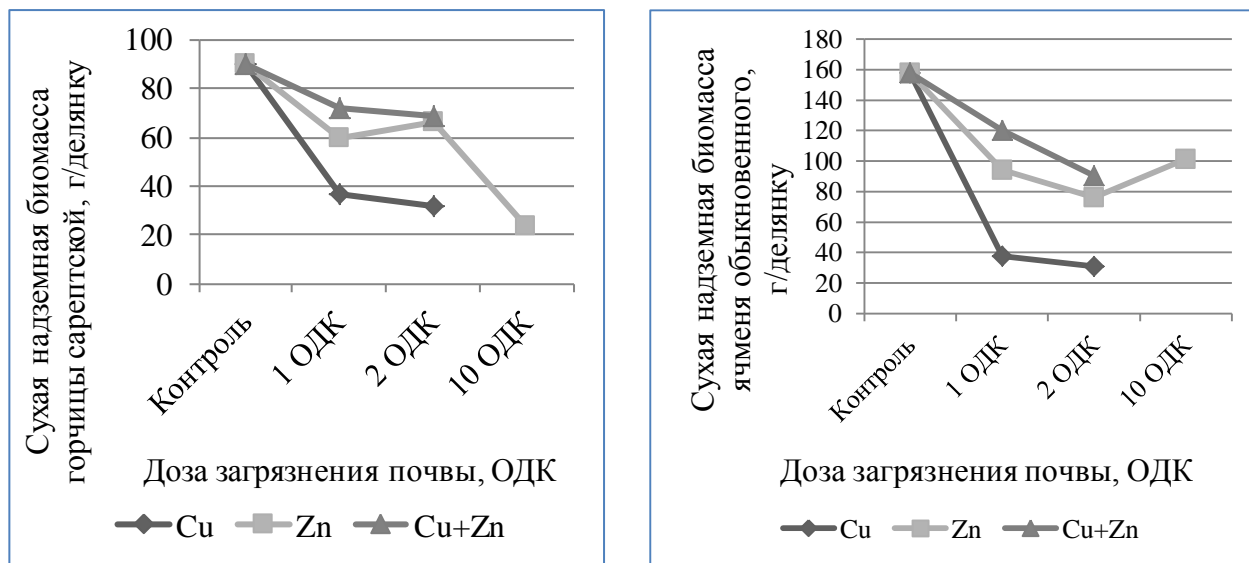 Сухая надземная биомасса
горчицы сарептской, г/делянку
100
80
60
40
20
0
Контроль
1 ОДК
2 ОДК
10 ОДК
Доза загрязнения почвы, ОДК
Cu
Zn
Cu+Zn
Сухая надземная биомасса
ячменя обыкновенного,
г/делянку
180
160
140
120
100
80
60
40
20
0
Контроль
1 ОДК
2 ОДК
10 ОДК
Доза загрязнения почвы, ОДК
Cu
Zn
Cu+Zn